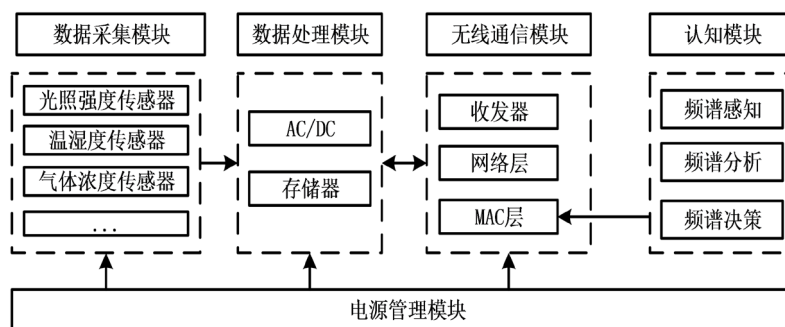 数据采集模块
数据处理模块
无线通信模块
认知模块
光照强度传感器
温湿度传感器
气体浓度传感器
...
AC/DC
存储器
收发器
网络层
MAC层
频谱感知
频谱分析
频谱决策
电源管理模块